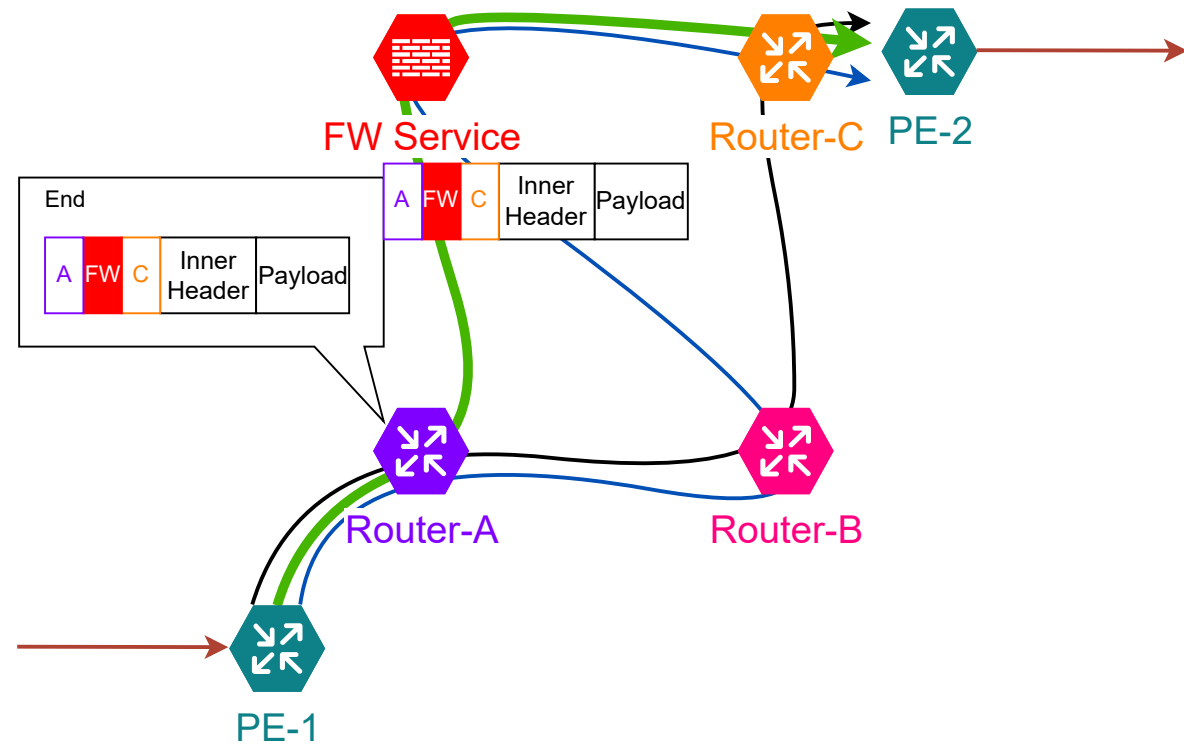 FW Service
Router-C
PE-2
A FW C Inner Header Payload
End
A FW C Inner Header Payload
Router-A
Router-B
PE-1